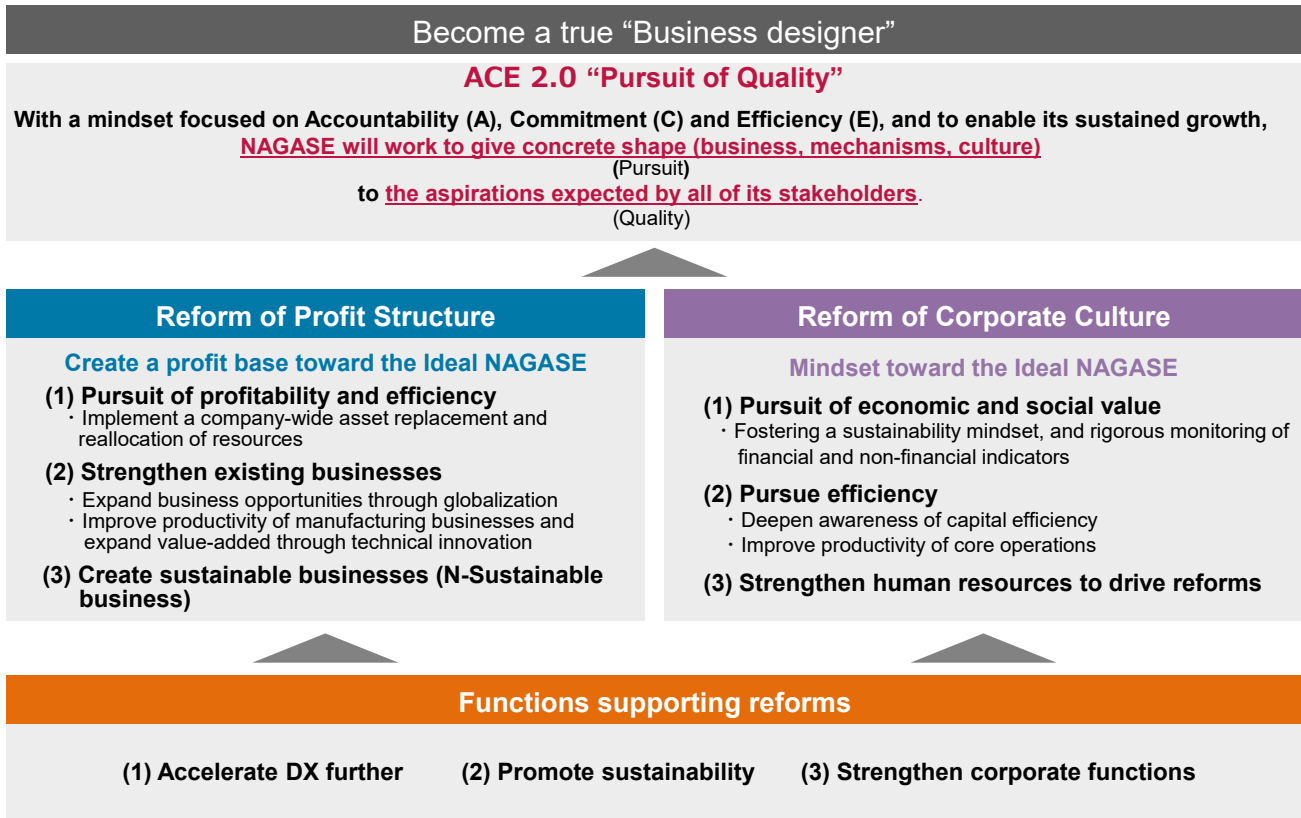 Become a true “Business designer”
ACE 2.0 “Pursuit of Quality”
With a mindset focused on Accountability (A), Commitment (C) and Efficiency (E), and to enable its sustained growth,
NAGASE will work to give concrete shape (business, mechanisms, culture)
(Pursuit)
to the aspirations expected by all of its stakeholders.
(Quality)
Reform of Profit Structure
Create a profit base toward the Ideal NAGASE
(1) Pursuit of profitability and efficiency
・Implement a company-wide asset replacement and
reallocation of resources
(2) Strengthen existing businesses
・Expand business opportunities through globalization
・Improve productivity of manufacturing businesses and
expand value-added through technical innovation
(3) Create sustainable businesses (N-Sustainable
business)
Reform of Corporate Culture
Mindset toward the Ideal NAGASE
(1) Pursuit of economic and social value
・Fostering a sustainability mindset, and rigorous monitoring of
financial and non-financial indicators
(2) Pursue efficiency
・Deepen awareness of capital efficiency
・Improve productivity of core operations
(3) Strengthen human resources to drive reforms
Functions supporting reforms
(1) Accelerate DX further (2) Promote sustainability (3) Strengthen corporate functions